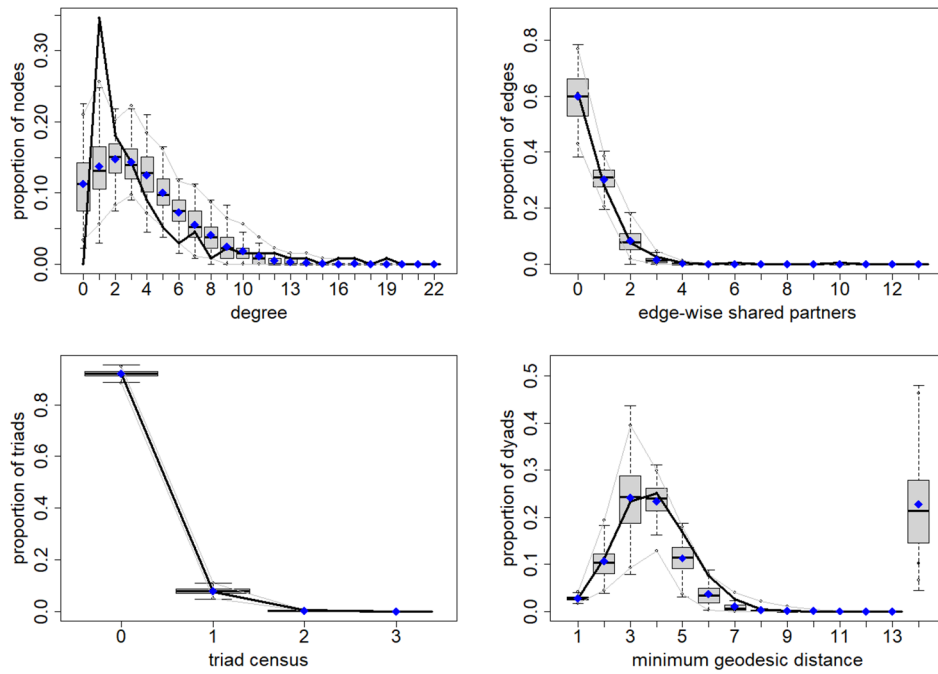 proportion of nodes
0.00 0.10 0.20 0.30
0 2 4 6 8 10 13 16 19 22
degree
proportion of edges
0.0 0.2 0.4 0.6 0.8
0 2 4 6 8 10 12
edge-wise shared partners
proportion of triads
0.0 0.2 0.4 0.6 0.8
0 1 2 3
triad census
proportion of dyads
0.0 0.1 0.2 0.3 0.4 0.5
1 3 5 7 9 11 13
minimum geodesic distance